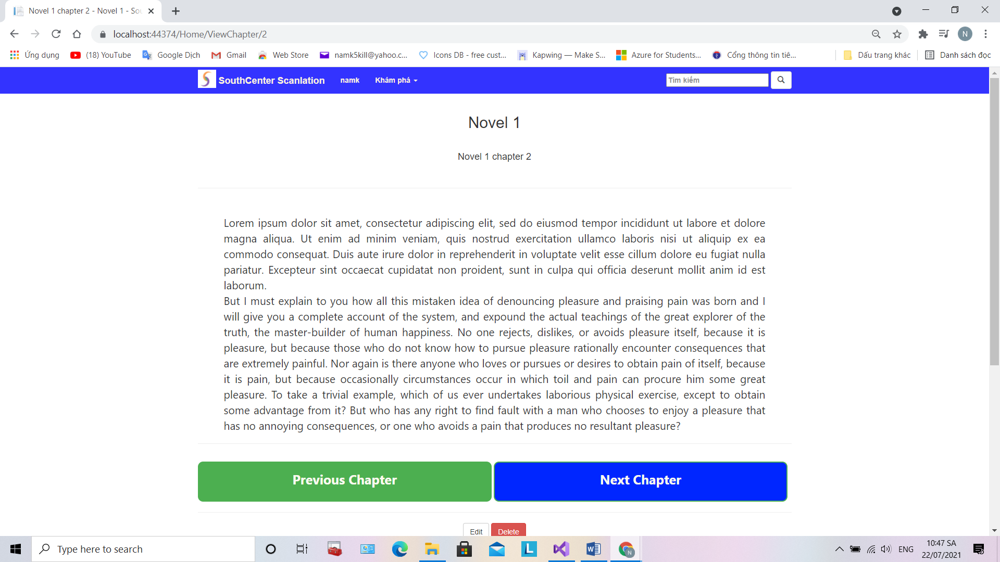 Novel 1 chapter 2 - Novel 1 - Sou
localhost:44374/Home/ViewChapter/2
N
Ứng dụng
(18) YouTube
Google Dịch
Gmail
Web Store
namk5kill@yahoo.c...
Icons DB - free cust...
Kapwing — Make S...
Azure for Students...
Cổng thông tin tiê...
Dấu trang khác
Danh sách đọc
SouthCenter Scanlation
namk
Khám phá
Tìm kiếm
Novel 1
Novel 1 chapter 2
Lorem ipsum dolor sit amet, consectetur adipiscing elit, sed do eiusmod tempor incididunt ut labore et dolore
magna aliqua. Ut enim ad minim veniam, quis nostrud exercitation ullamco laboris nisi ut aliquip ex ea
commodo consequat. Duis aute irure dolor in reprehenderit in voluptate velit esse cillum dolore eu fugiat nulla
pariatur. Excepteur sint occaecat cupidatat non proident, sunt in culpa qui officia deserunt mollit anim id est
laborum.
But I must explain to you how all this mistaken idea of denouncing pleasure and praising pain was born and I
will give you a complete account of the system, and expound the actual teachings of the great explorer of the
truth, the master-builder of human happiness. No one rejects, dislikes, or avoids pleasure itself, because it is
pleasure, but because those who do not know how to pursue pleasure rationally encounter consequences that
are extremely painful. Nor again is there anyone who loves or pursues or desires to obtain pain of itself, because
it is pain, but because occasionally circumstances occur in which toil and pain can procure him some great
pleasure. To take a trivial example, which of us ever undertakes laborious physical exercise, except to obtain
some advantage from it? But who has any right to find fault with a man who chooses to enjoy a pleasure that
has no annoying consequences, or one who avoids a pain that produces no resultant pleasure?
Previous Chapter
Next Chapter
Edit
Delete
Type here to search
ENG
10:47 SA
22/07/2021